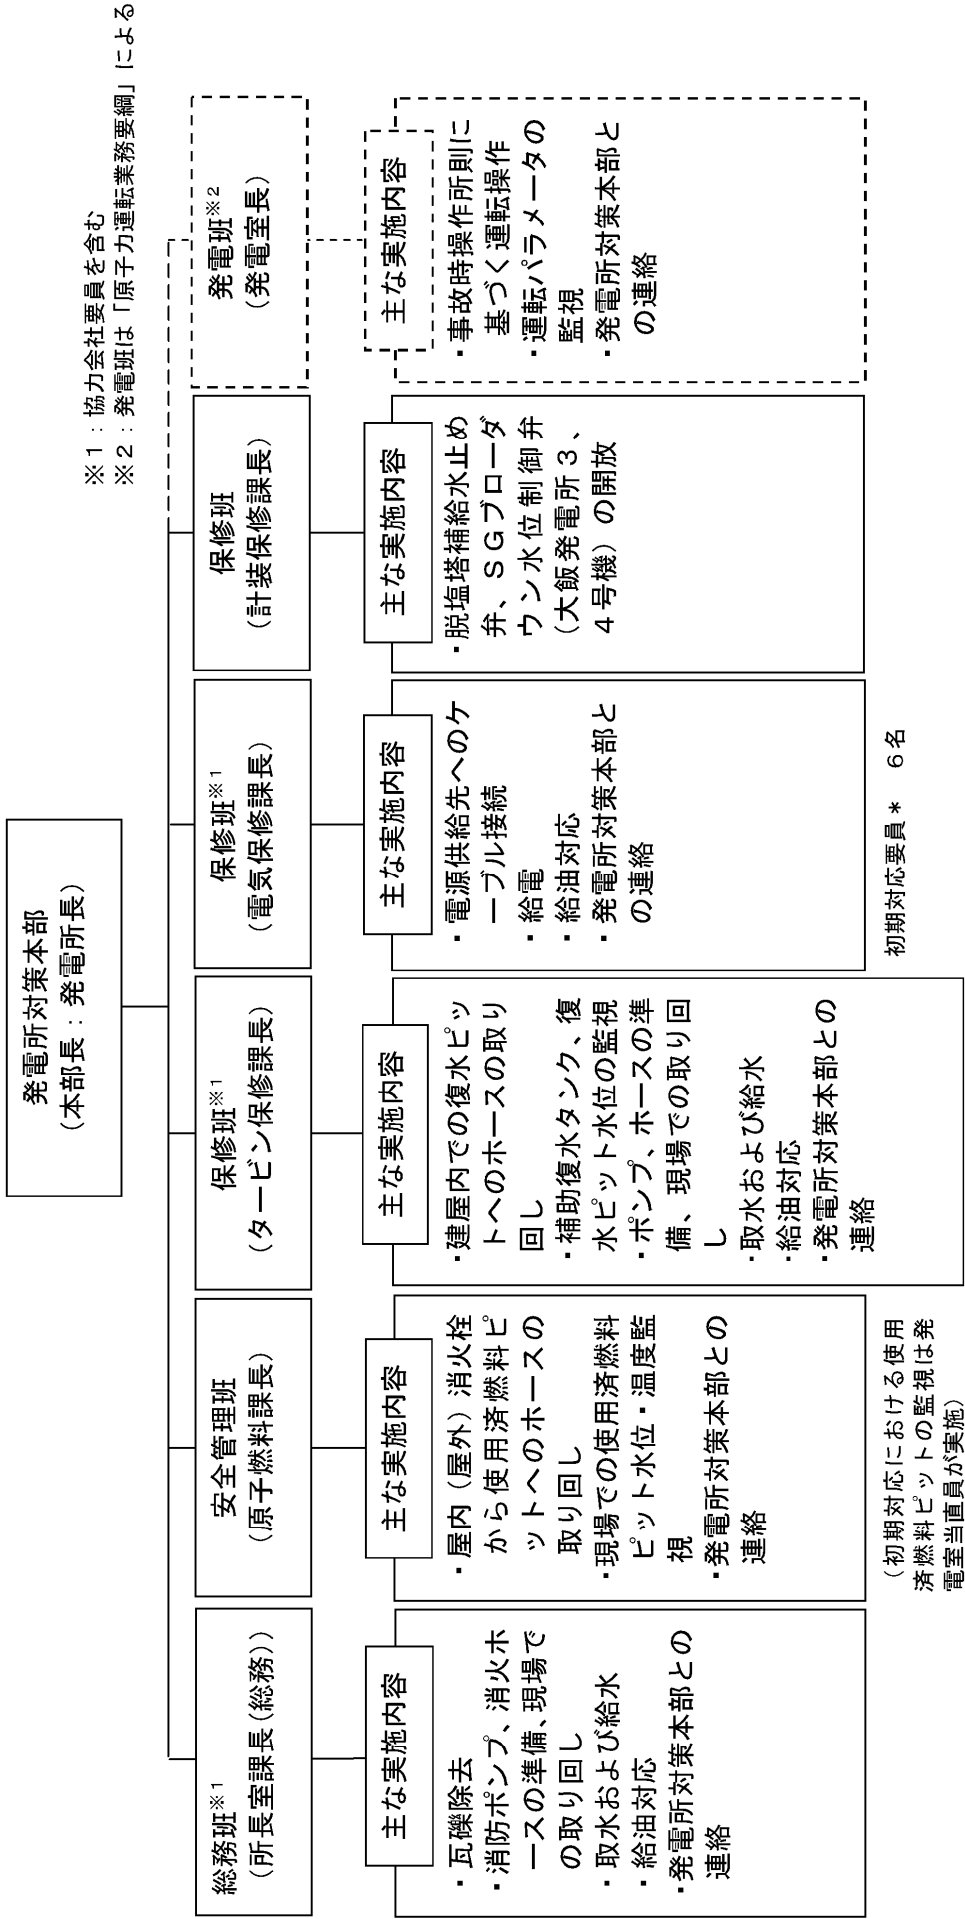 ※１：協力会社要員を含む
※２：発電班は「原子力運転業務要綱」による
発電所対策本部
（本部長：発電所長）
総務班※1
（所長室課長（総務））
主な実施内容
・瓦礫除去
・消防ポンプ、消火ホ
ースの準備、現場で
の取り回し
・取水および給水
・給油対応
・発電所対策本部との
連絡
安全管理班
（原子燃料課長）
主な実施内容
・屋内（屋外）消火栓
から使用済燃料ピ
ットへのホースの
取り回し
・現場での使用済燃料
ピット水位・温度監
視
・発電所対策本部との
連絡
（初期対応における使用
済燃料ピットの監視は発
電室当直員が実施）
保修班※1
（タービン保修課長）
主な実施内容
・建屋内での復水ピッ
トへのホースの取り
回し
・補助復水タンク、復
水ピット水位の監視
・ポンプ、ホースの準
備、現場での取り回
し
・取水および給水
・給油対応
・発電所対策本部との
連絡
保修班※1
（電気保修課長）
主な実施内容
・電源供給先へのケ
ーブル接続
・給電
・給油対応
・発電所対策本部と
の連絡
初期対応要員＊　６名
保修班
（計装保修課長）
主な実施内容
・脱塩塔補給水止め
弁、ＳＧブローダ
ウン水位制御弁
（大飯発電所３、
４号機）の開放
発電班※2
（発電室長）
主な実施内容
・事故時操作所則に
基づく運転操作
・運転パラメータの
監視
・発電所対策本部と
の連絡